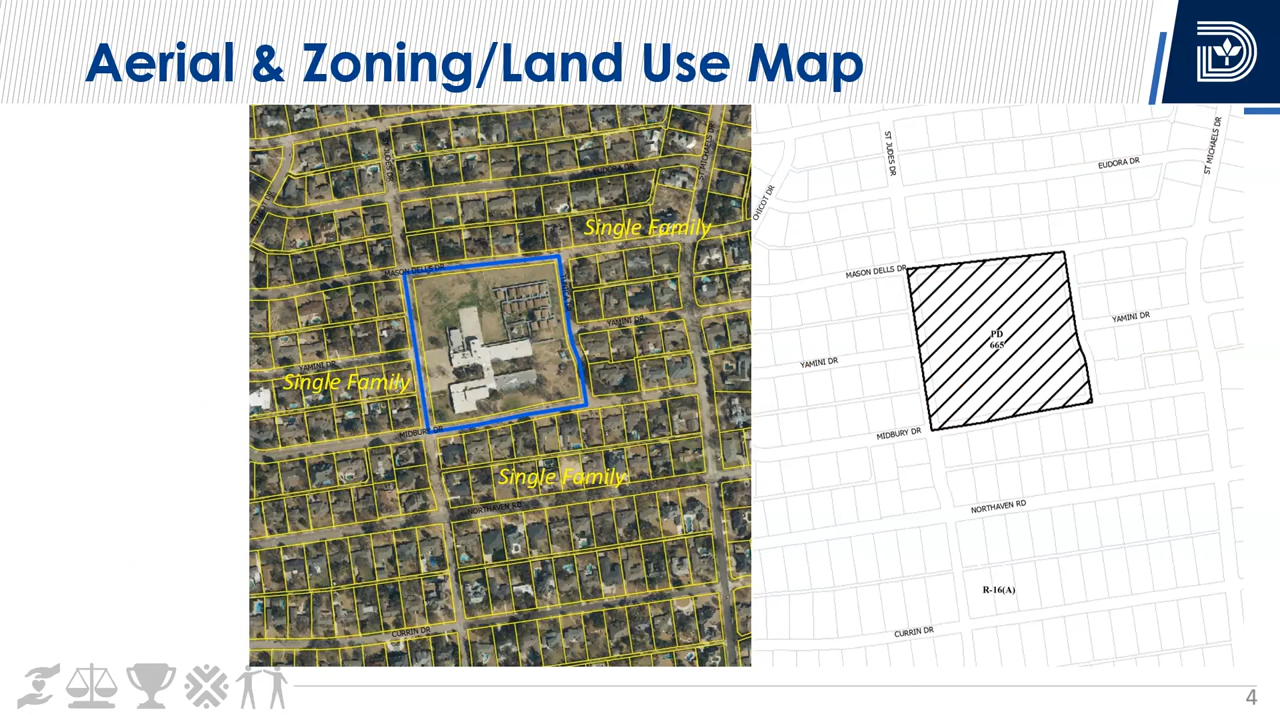 Aerial & Zoning/Land Use Map
EUDORA DR
Single Family
MASON DELLS DR
YAMINI DR
YAMINI DR
Single Family
MIDBURY DR
Single Family
NORTHAVEN RD
CURRIN DR
ST JUDES DR
EUDORA DR
ST MICHAELS DR
CHICOT DR
MASON DELLS DR
PD
665
YAMINI DR
YAMINI DR
MIDBURY DR
NORTHAVEN RD
R-16(A)
CURRIN DR
4